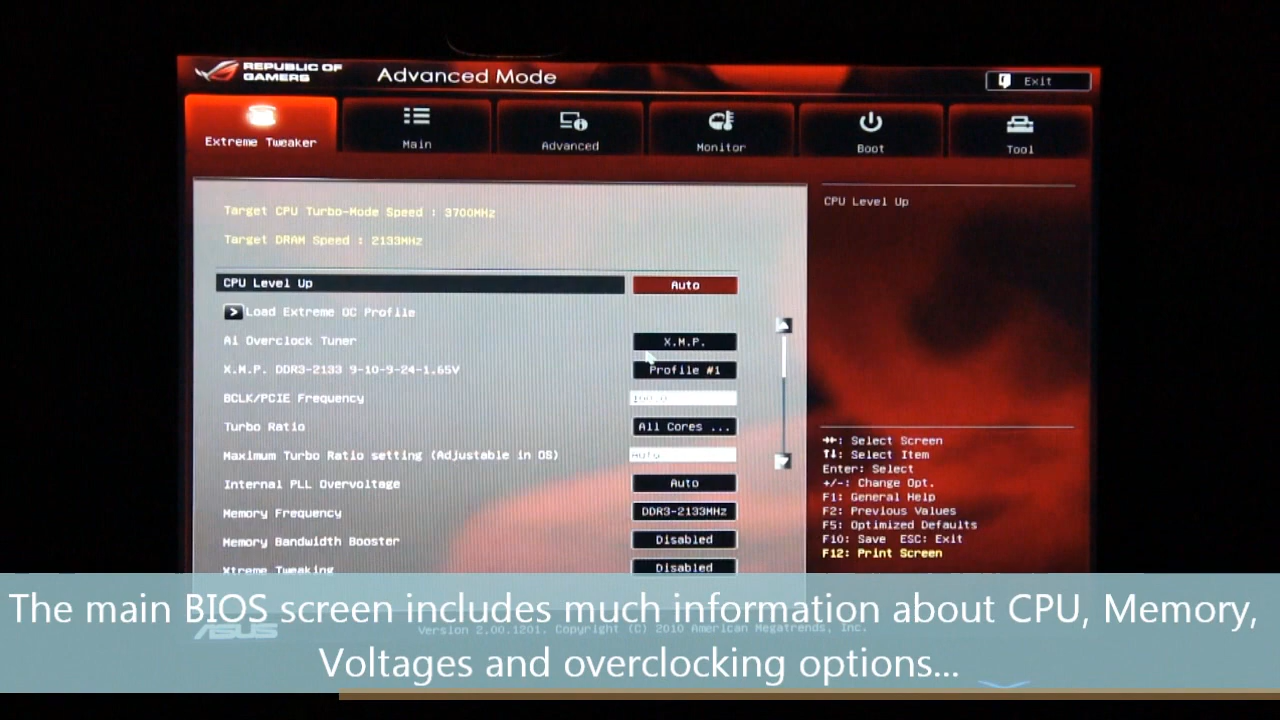 REPUBLIC OF
GAMERS
Advanced Mode
Exit
Extreme Tweaker
Main
Advanced
Monitor
Boot
Tool
Target CPU Turbo-Mode Speed : 3700MHz
Target DRAM Speed : 2133MHz
CPU Level Up
Auto
> Load Extreme OC Profile
Ai Overclock Tuner
X.M.P.
X.M.P. DDR3-2133 9-10-9-24-1.65V
Profile #1
BCLK/PCIE Frequency
100.0
Turbo Ratio
All Cores ...
Maximum Turbo Ratio setting (Adjustable in OS)
Auto
Internal PLL Overvoltage
Auto
Memory Frequency
DDR3-2133MHz
Memory Bandwidth Booster
Disabled
Xtreme Tweaking
Disabled
CPU Level Up
→←: Select Screen
↑↓: Select Item
Enter: Select
+/-: Change Opt.
F1: General Help
F2: Previous Values
F5: Optimized Defaults
F10: Save ESC: Exit
F12: Print Screen
The main BIOS screen includes much information about CPU, Memory,
Voltages and overclocking options...
ASUS
Version 2.00.1201. Copyright (C) 2010 American Megatrends, Inc.